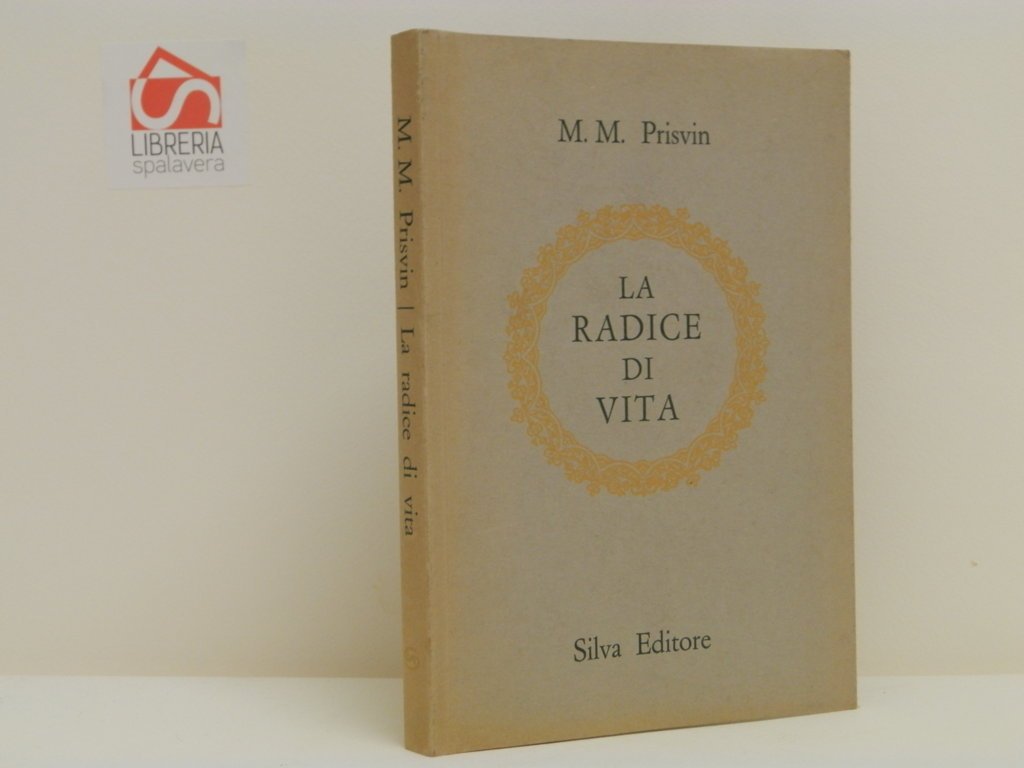 LIBRERIA
spalavera
M. M. Prisvin | La radice di vita
M. M. Prisvin
LA
RADICE
DI
VITA
Silva Editore